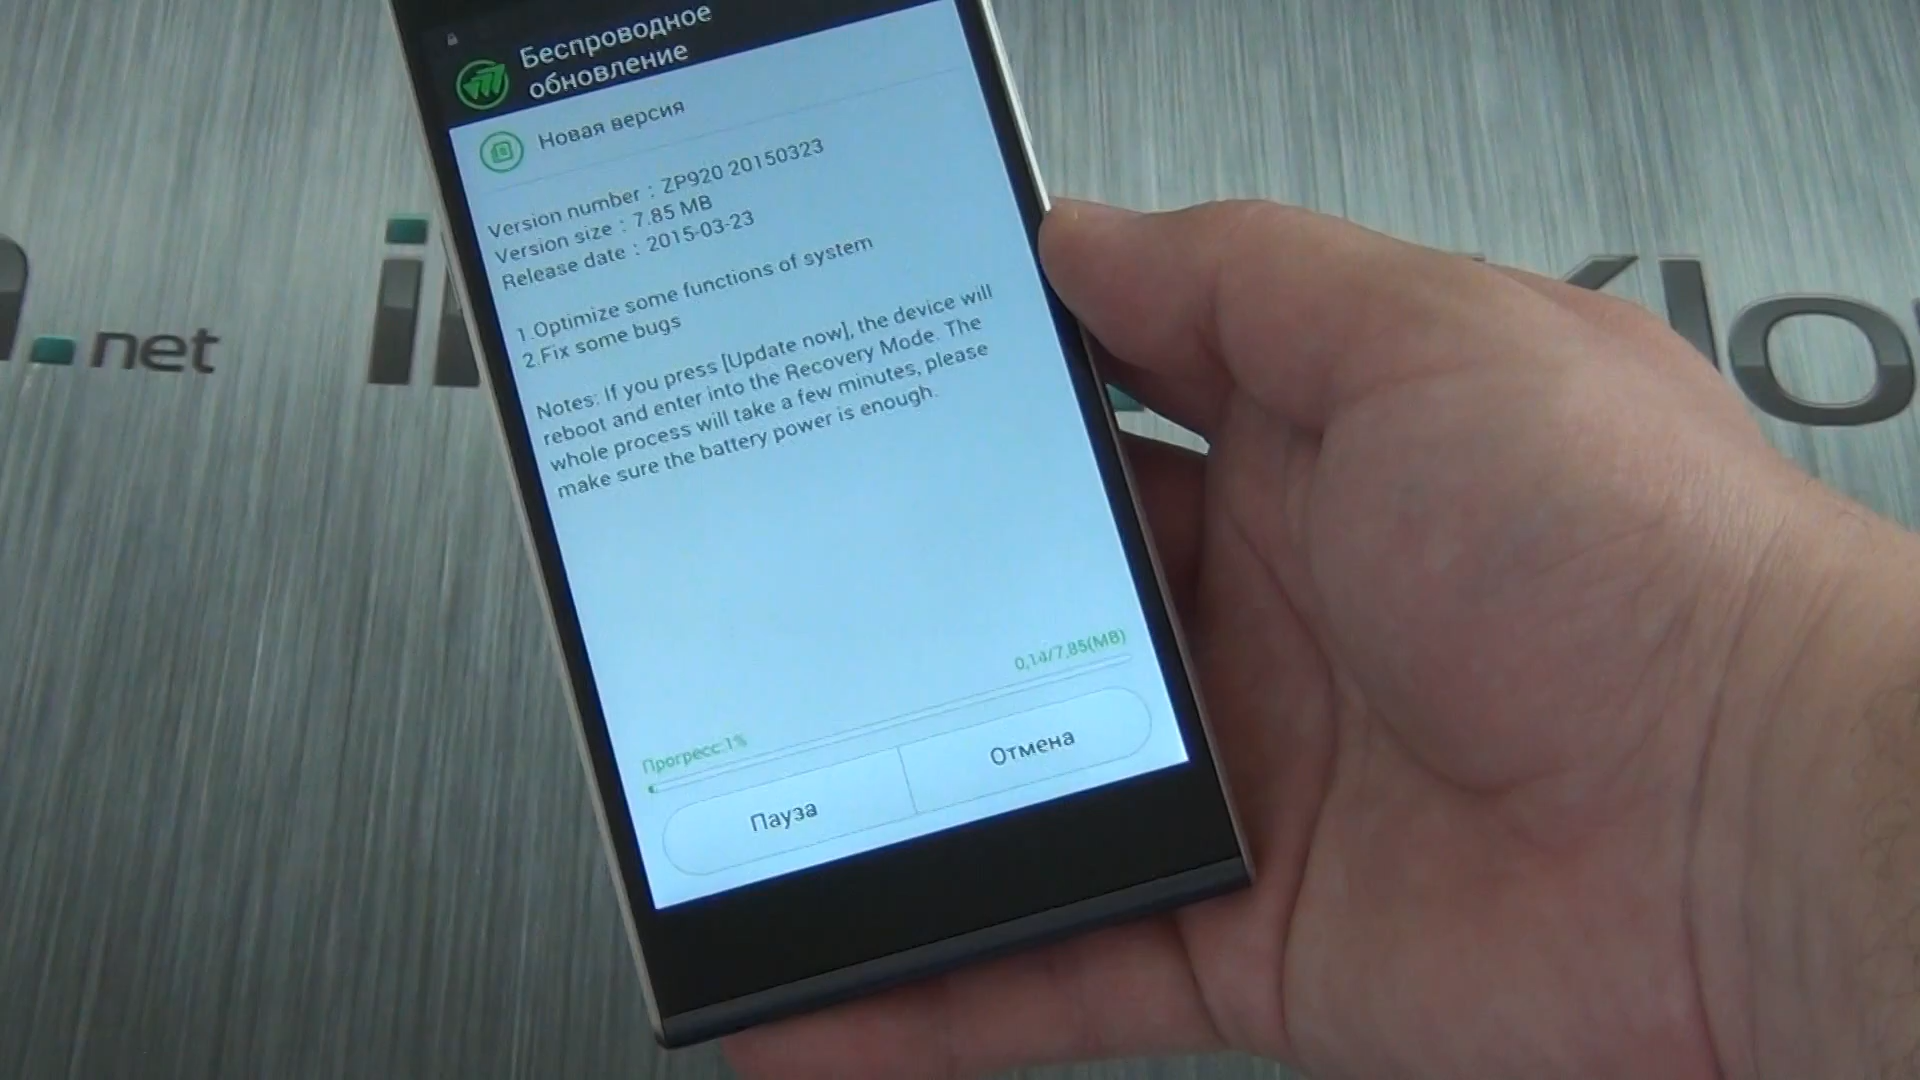 Беспроводное
обновление
Новая версия
Version number : ZP920 20150323
Version size : 7.85 MB
Release date : 2015-03-23
1.Optimize some functions of system
2.Fix some bugs
Notes: If you press [Update now], the device will
reboot and enter into the Recovery Mode. The
whole process will take a few minutes, please
make sure the battery power is enough.
0,14/7,85(MB)
Прогресс:1%
Пауза
Отмена
.net